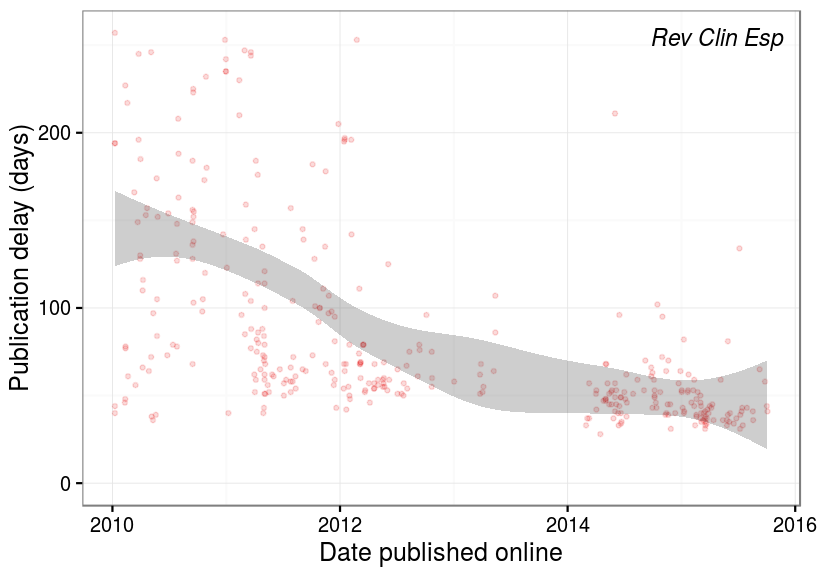 Rev Clin Esp
Publication delay (days)
200
100
0
2010
2012
2014
2016
Date published online